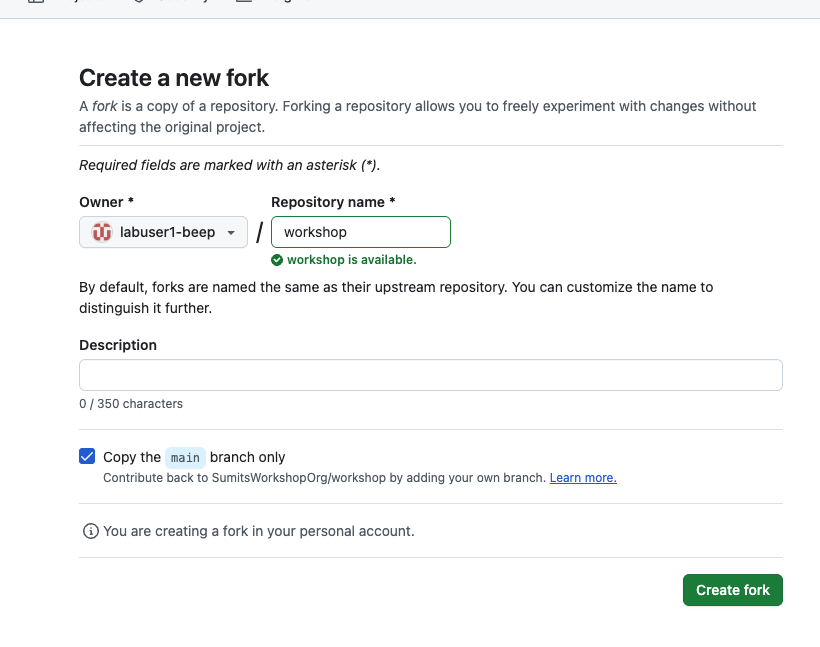 Create a new fork
A fork is a copy of a repository. Forking a repository allows you to freely experiment with changes without
affecting the original project.
Required fields are marked with an asterisk (*).
Owner *
Repository name *
labuser1-beep
/
workshop
workshop is available.
By default, forks are named the same as their upstream repository. You can customize the name to
distinguish it further.
Description
0 / 350 characters
Copy the main branch only
Contribute back to SumitsWorkshopOrg/workshop by adding your own branch. Learn more.
You are creating a fork in your personal account.
Create fork